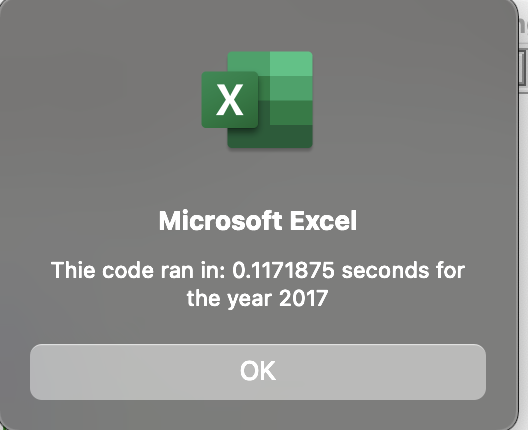 X
Microsoft Excel
Thie code ran in: 0.1171875 seconds for
the year 2017
OK